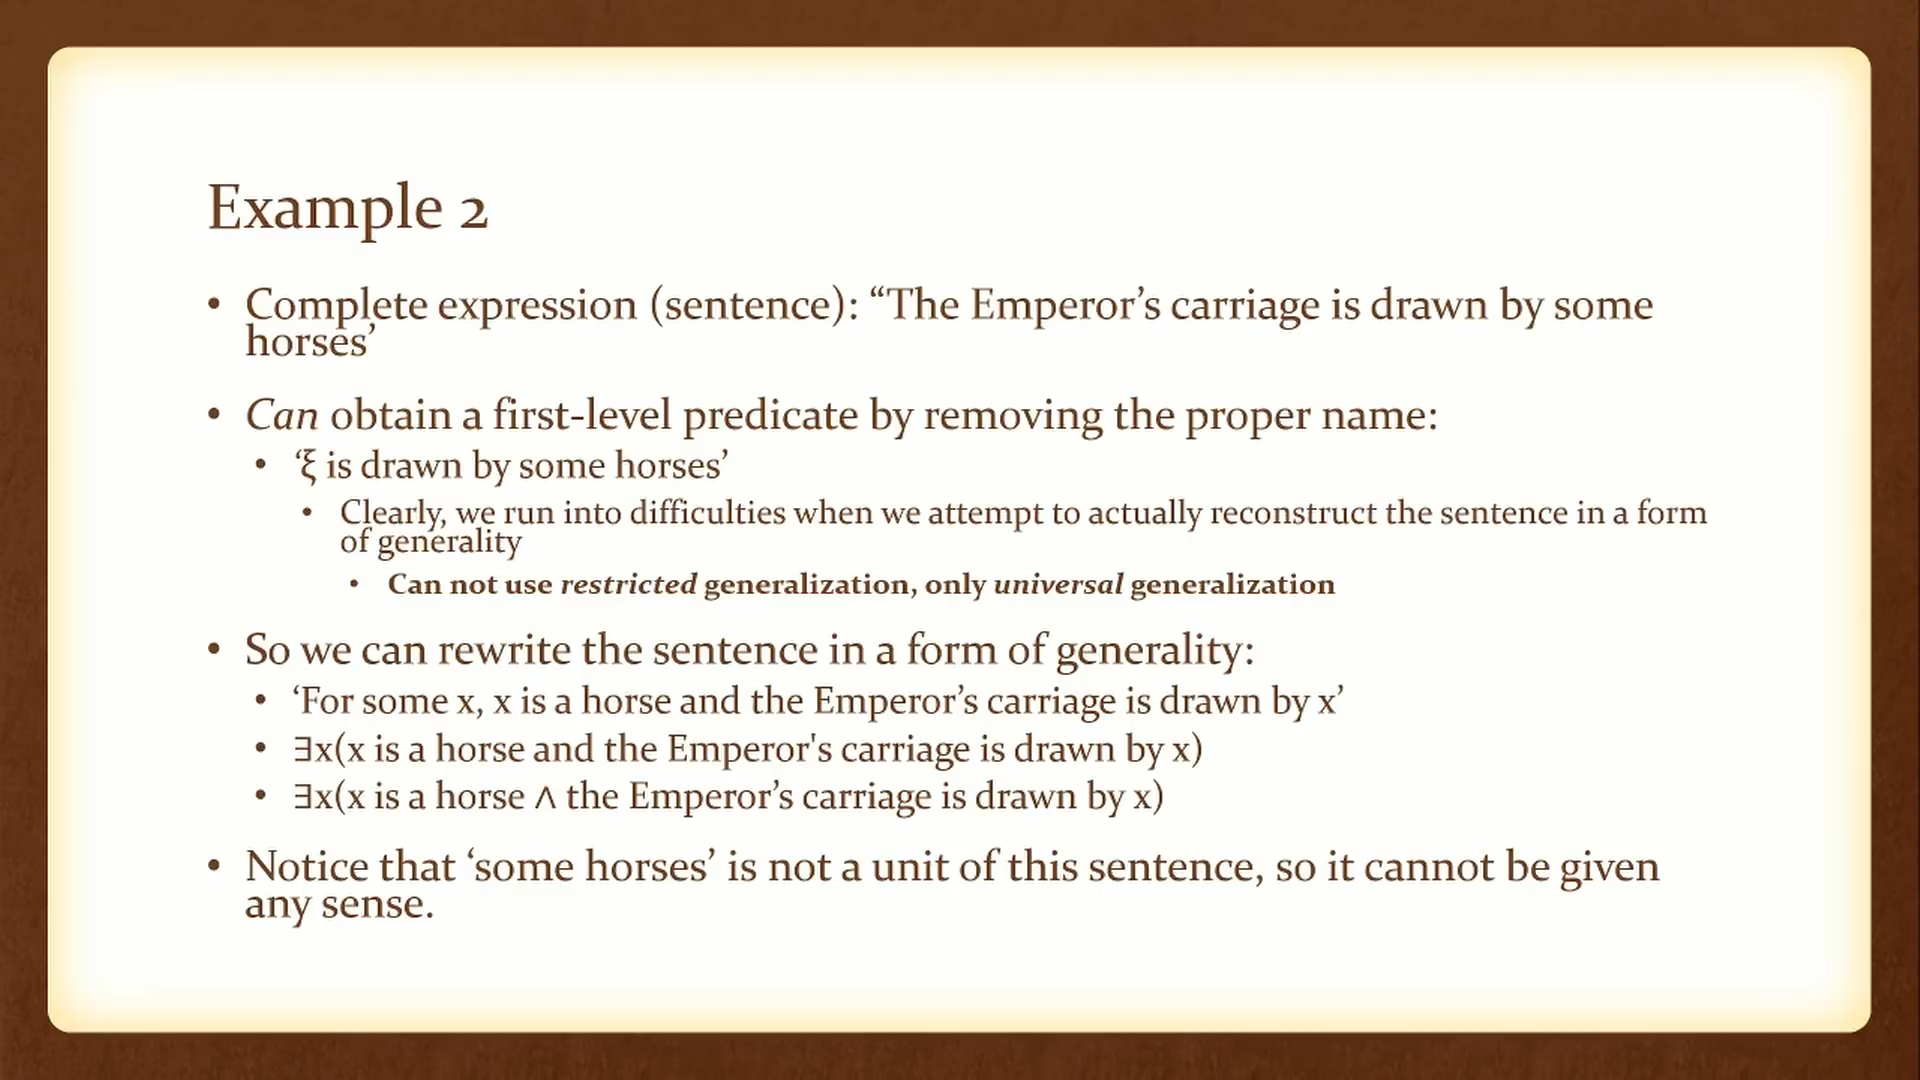 Example 2
• Complete expression (sentence): “The Emperor’s carriage is drawn by some
horses’
• Can obtain a first-level predicate by removing the proper name:
• ‘ξ is drawn by some horses’
• Clearly, we run into difficulties when we attempt to actually reconstruct the sentence in a form
of generality
• Can not use restricted generalization, only universal generalization
• So we can rewrite the sentence in a form of generality:
• ‘For some x, x is a horse and the Emperor’s carriage is drawn by x’
• ∃x(x is a horse and the Emperor's carriage is drawn by x)
• ∃x(x is a horse ∧ the Emperor’s carriage is drawn by x)
• Notice that ‘some horses’ is not a unit of this sentence, so it cannot be given
any sense.